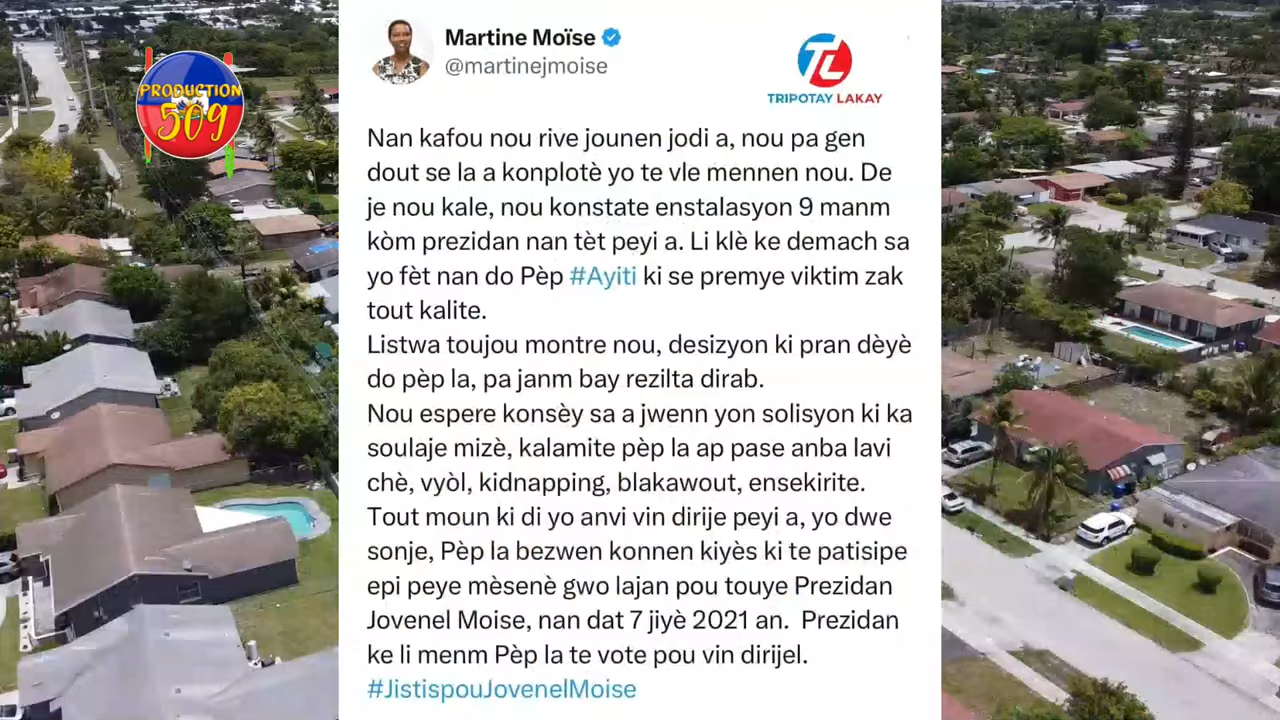 PRODUCTION
509
Martine Moïse
@martinejmoise
TRIPOTAY LAKAY
Nan kafou nou rive jounen jodi a, nou pa gen
dout se la a konplotè yo te vle mennen nou. De
je nou kale, nou konstate enstalasyon 9 manm
kòm prezidan nan tèt peyi a. Li klè ke demach sa
yo fèt nan do Pèp #Ayiti ki se premye viktim zak
tout kalite.
Listwa toujou montre nou, desizyon ki pran dèyè
do pèp la, pa janm bay rezilta dirab.
Nou espere konsèy sa a jwenn yon solisyon ki ka
soulaje mizè, kalamite pèp la ap pase anba lavi
chè, vyòl, kidnapping, blakawout, ensekirite.
Tout moun ki di yo anvi vin dirije peyi a, yo dwe
sonje, Pèp la bezwen konnen kiyès ki te patisipe
epi peye mèsenè gwo lajan pou touye Prezidan
Jovenel Moise, nan dat 7 jiyè 2021 an. Prezidan
ke li menm Pèp la te vote pou vin dirijel.
#JistispouJovenelMoise